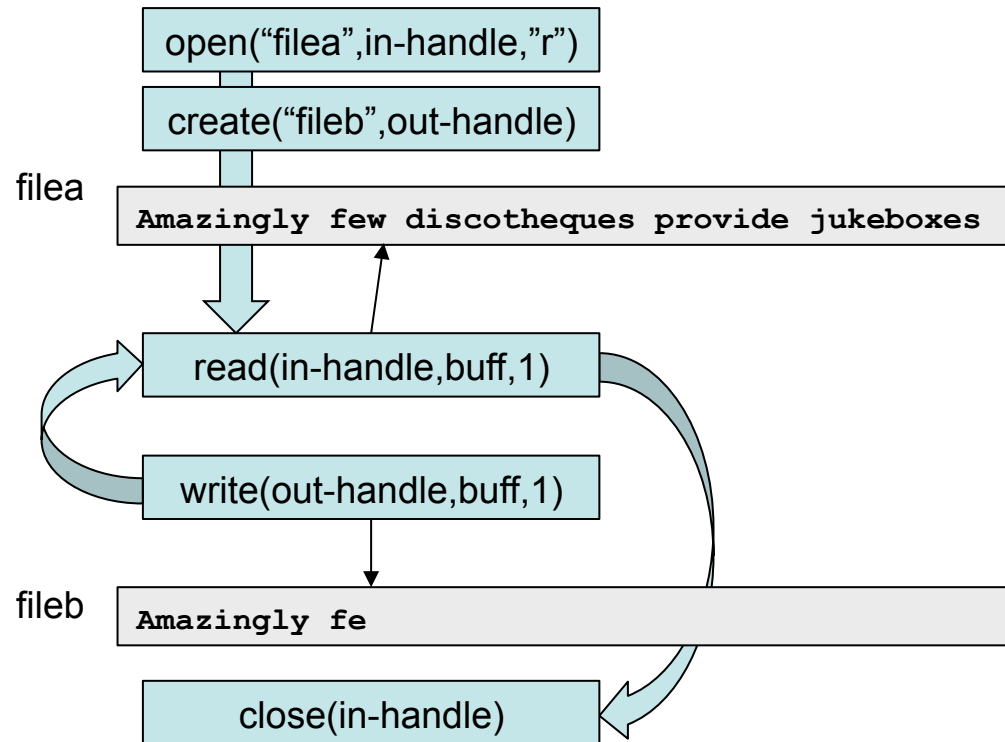 open(“filea”,in-handle,”r”)
create(“fileb”,out-handle)
filea
Amazingly few discotheques provide jukeboxes
read(in-handle,buff,1)
write(out-handle,buff,1)
fileb
Amazingly fe
close(in-handle)